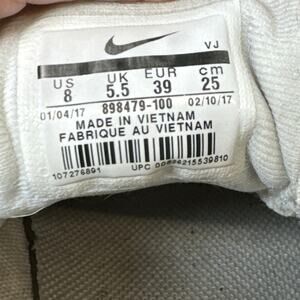 VJ
US UK EUR cm
8 5.5 39 25
01/04/17 898479-100 02/10/17
MADE IN VIETNAM
FABRIQUE AU VIETNAM
107276891 UPC